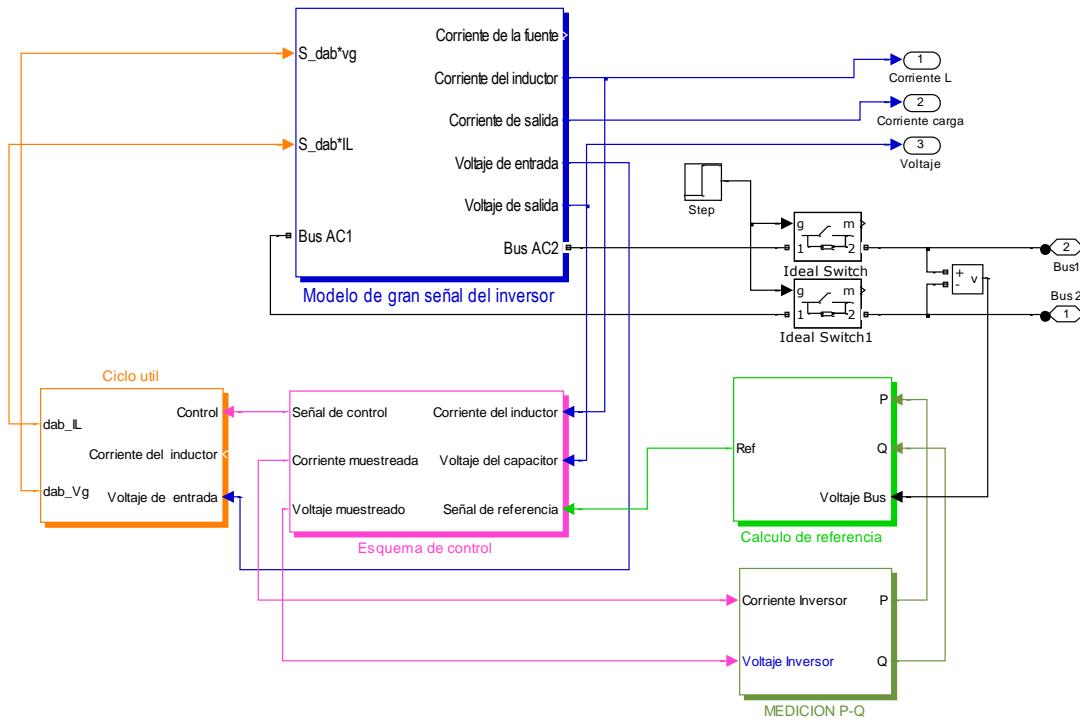 Corriente de la fuente
S_dab*vg
Corriente del inductor
1
Corriente L
2
Corriente carga
Corriente de salida
3
Voltaje
S_dab*IL
Voltaje de entrada
Step
Voltaje de salida
Bus AC1
Bus AC2
g m
1 2
Ideal Switch
2
Bus1
+
-
v
Modelo de gran señal del inversor
g m
1 2
Ideal Switch1
Bus 2
1
Ciclo util
Control
dab_IL
Corriente del inductor
dab_Vg
Voltaje de entrada
Señal de control
Corriente del inductor
Corriente muestreada
Voltaje del capacitor
Voltaje muestreado
Señal de referencia
Esquema de control
P
Ref
Q
Voltaje Bus
Calculo de referencia
Corriente Inversor
P
Voltaje Inversor
Q
MEDICION P-Q